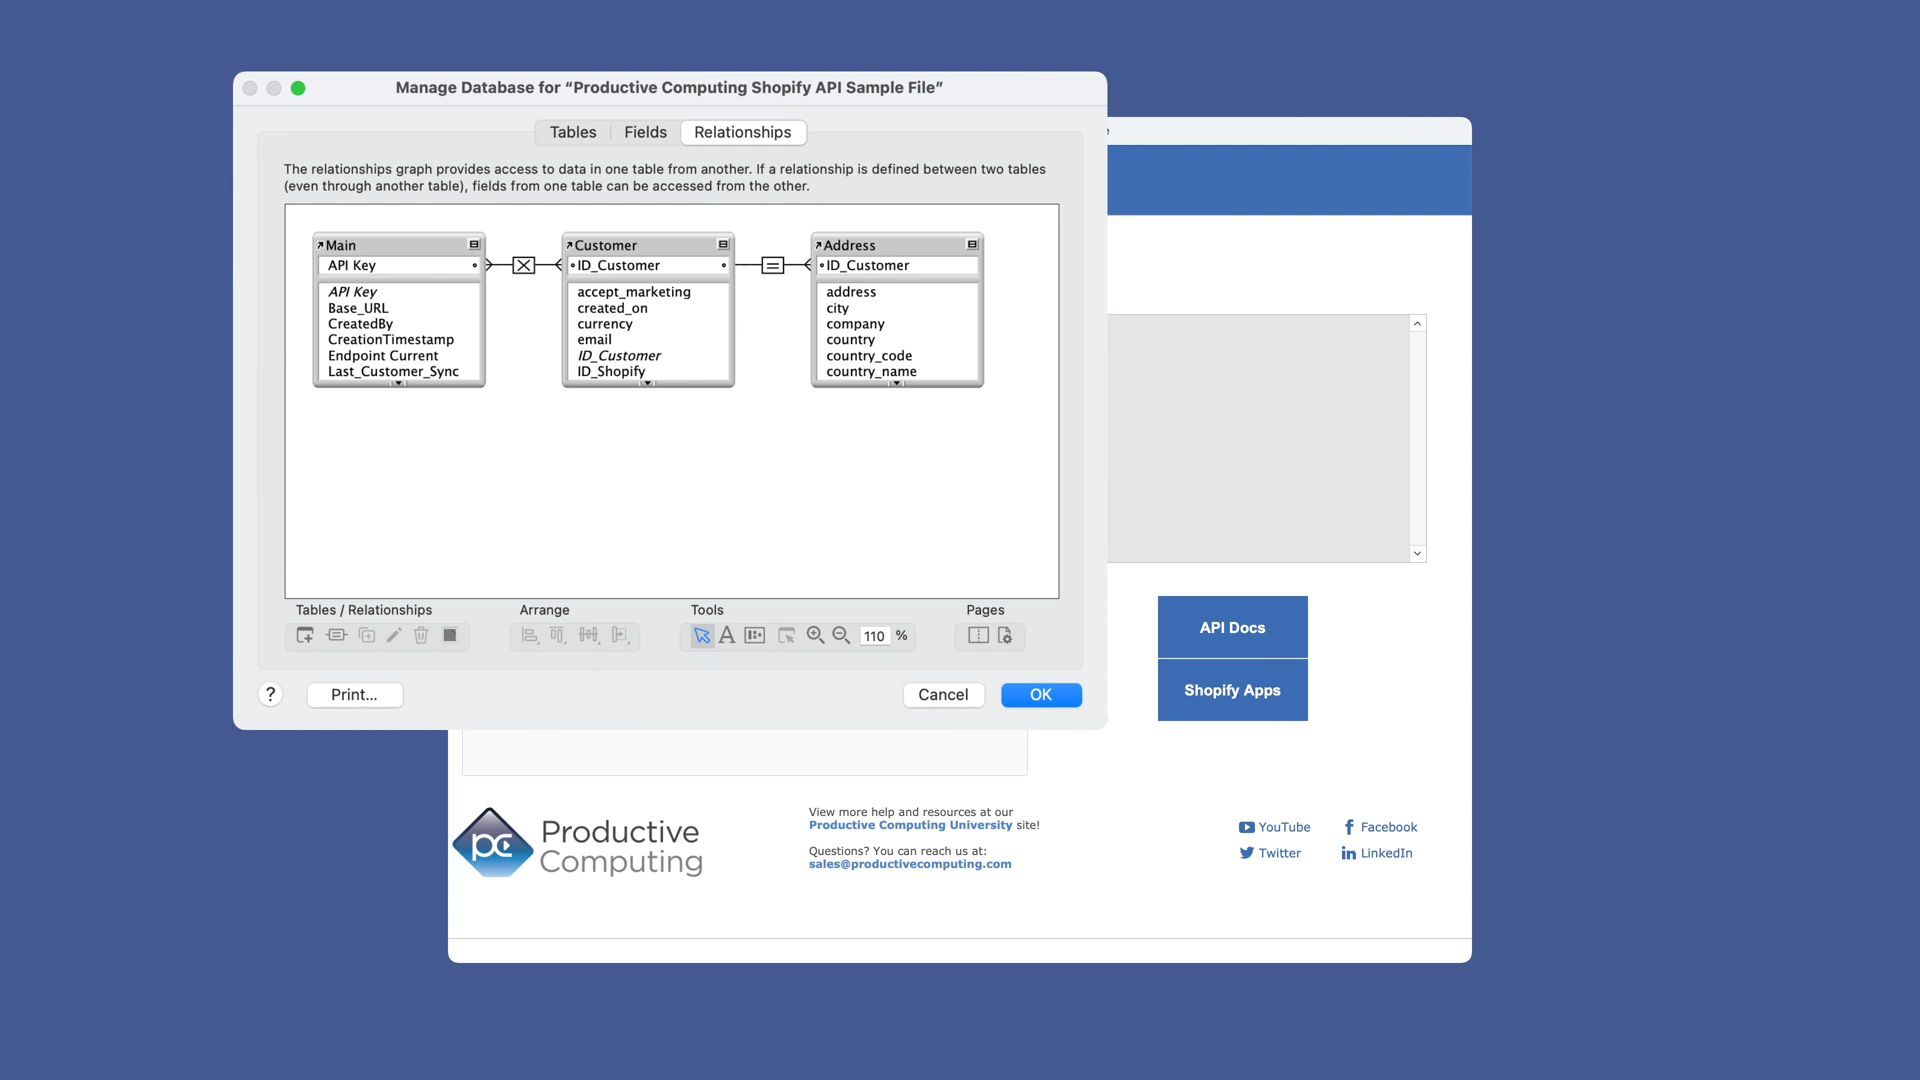 Manage Database for “Productive Computing Shopify API Sample File”
Tables
Fields
Relationships
The relationships graph provides access to data in one table from another. If a relationship is defined between two tables
(even through another table), fields from one table can be accessed from the other.
Main
API Key
API Key
Base_URL
CreatedBy
CreationTimestamp
Endpoint Current
Last_Customer_Sync
Customer
ID_Customer
accept_marketing
created_on
currency
email
ID_Customer
ID_Shopify
Address
ID_Customer
address
city
company
country
country_code
country_name
Tables / Relationships
Arrange
Tools
Pages
110 %
?
Print...
Cancel
OK
API Docs
Shopify Apps
pc
Productive
Computing
View more help and resources at our
Productive Computing University site!
Questions? You can reach us at:
sales@productivecomputing.com
YouTube
Facebook
Twitter
LinkedIn